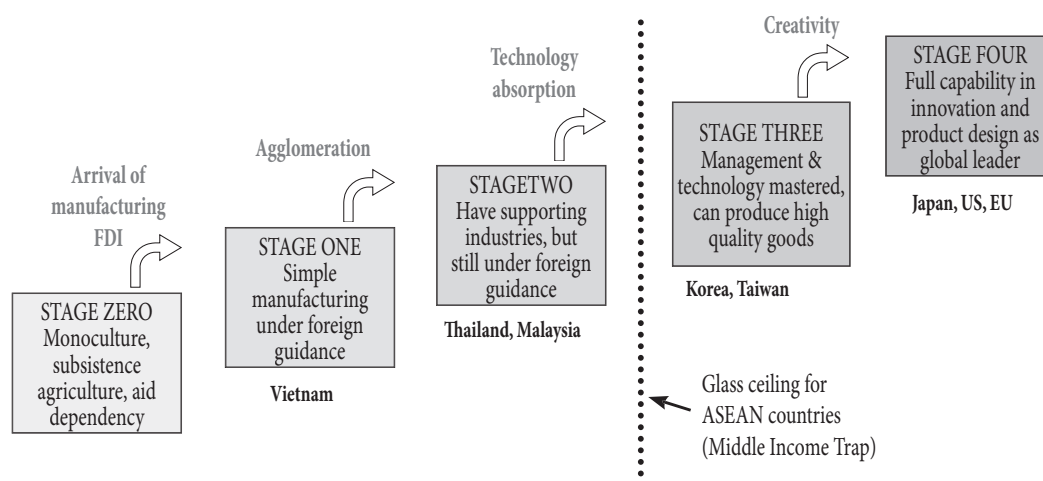 Arrival of
manufacturing
FDI
STAGE ZERO
Monoculture,
subsistence
agriculture, aid
dependency
Agglomeration
STAGE ONE
Simple
manufacturing
under foreign
guidance
Vietnam
Technology
absorption
STAGETWO
Have supporting
industries, but
still under foreign
guidance
Thailand, Malaysia
Glass ceiling for
ASEAN countries
(Middle Income Trap)
STAGE THREE
Management &
technology mastered,
can produce high
quality goods
Korea, Taiwan
Creativity
STAGE FOUR
Full capability in
innovation and
product design as
global leader
Japan, US, EU